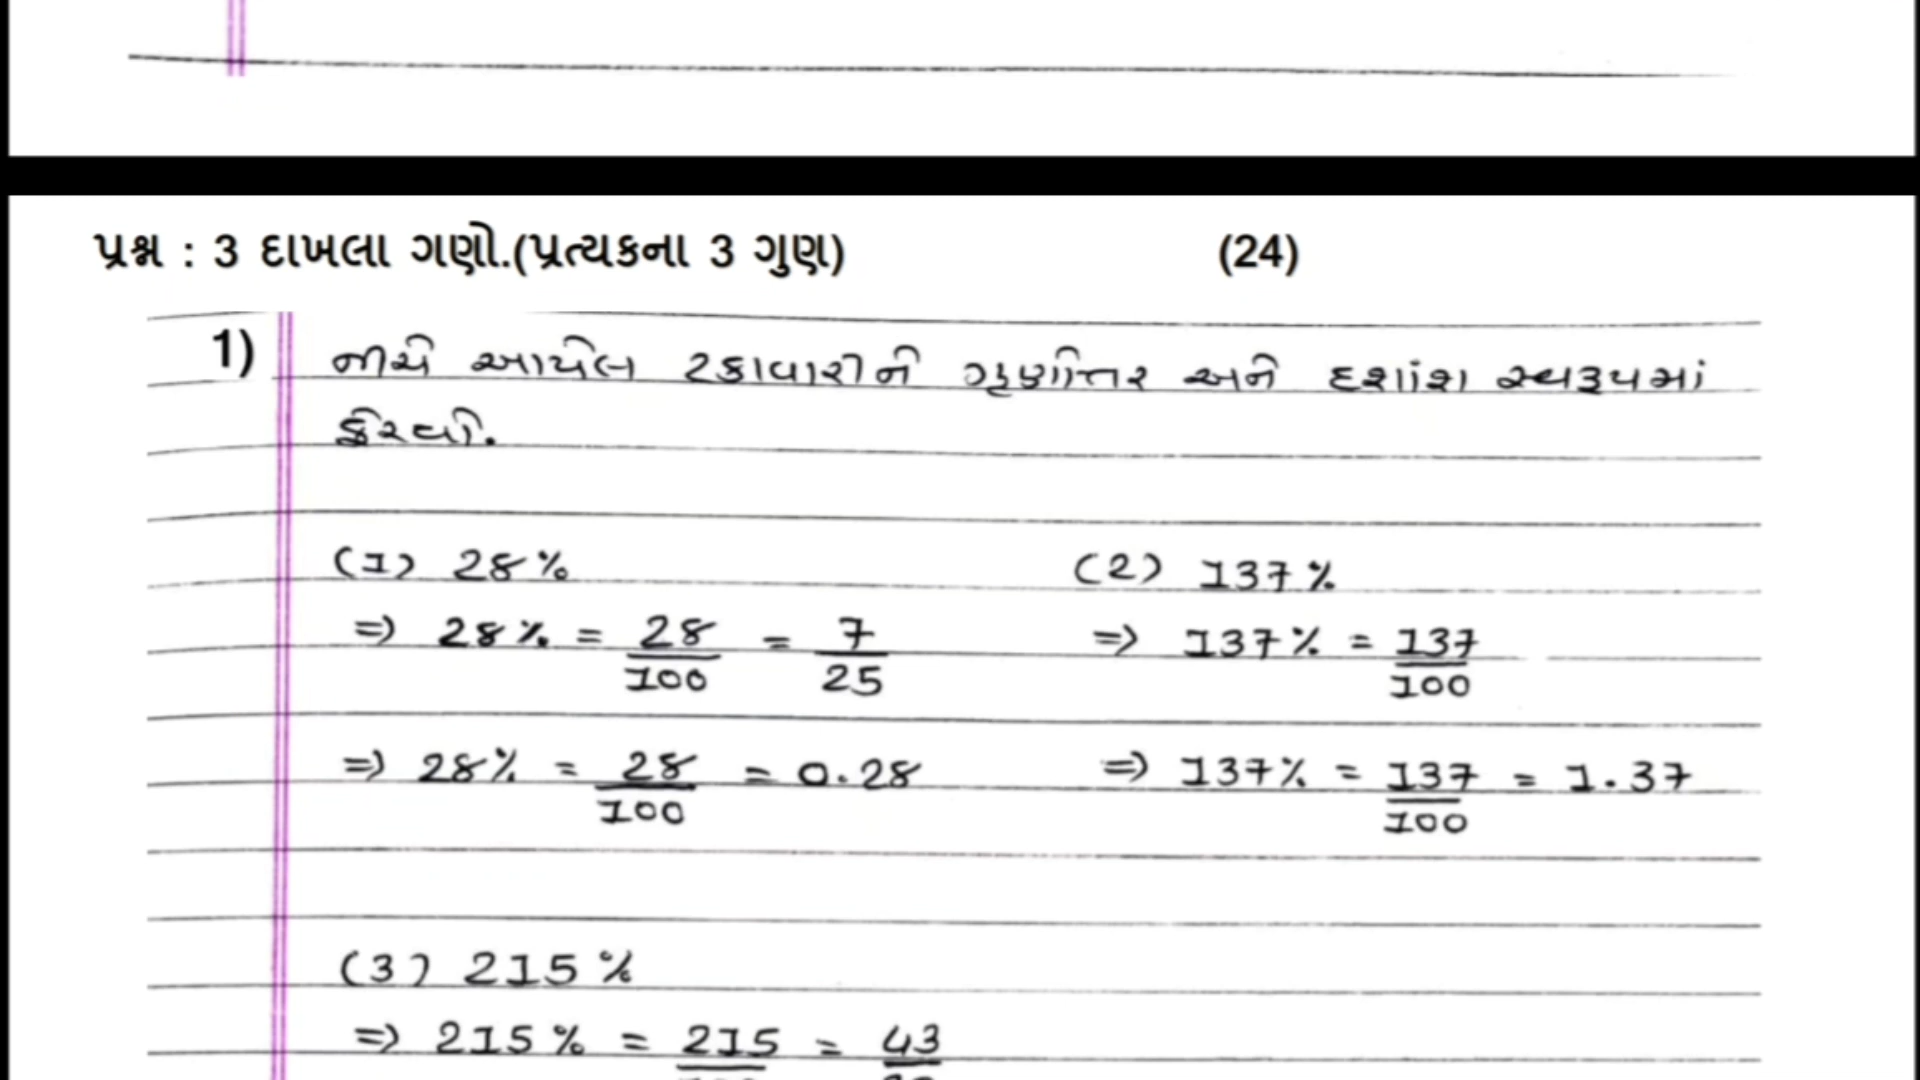 પ્રશ્ન : 3 દાખલા ગણો.(પ્રત્યકના 3 ગુણ) (24)
1) નીચે આપેલ ટકાવારીને ગુણોત્તર અને દશાંશ સ્વરૂપમાં
ફેરવો.
(1) 28% (2) 137%
=> 28% = 28/100 = 7/25 => 137% = 137/100
=> 28% = 28/100 = 0.28 => 137% = 137/100 = 1.37
(3) 215%
=> 215% = 215 = 43